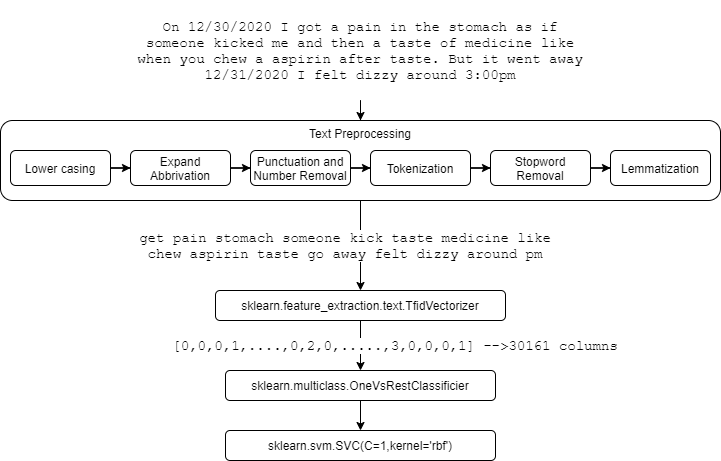 On 12/30/2020 I got a pain in the stomach as if
someone kicked me and then a taste of medicine like
when you chew a aspirin after taste. But it went away
12/31/2020 I felt dizzy around 3:00pm
Text Preprocessing
Lower casing
Expand
Abbrivation
Punctuation and
Number Removal
Tokenization
Stopword
Removal
Lemmatization
get pain stomach someone kick taste medicine like
chew aspirin taste go away felt dizzy around pm
sklearn.feature_extraction.text.TfidVectorizer
[0,0,0,1,....,0,2,0,.....,3,0,0,0,1] -->30161 columns
sklearn.multiclass.OneVsRestClassificier
sklearn.svm.SVC(C=1,kernel='rbf')